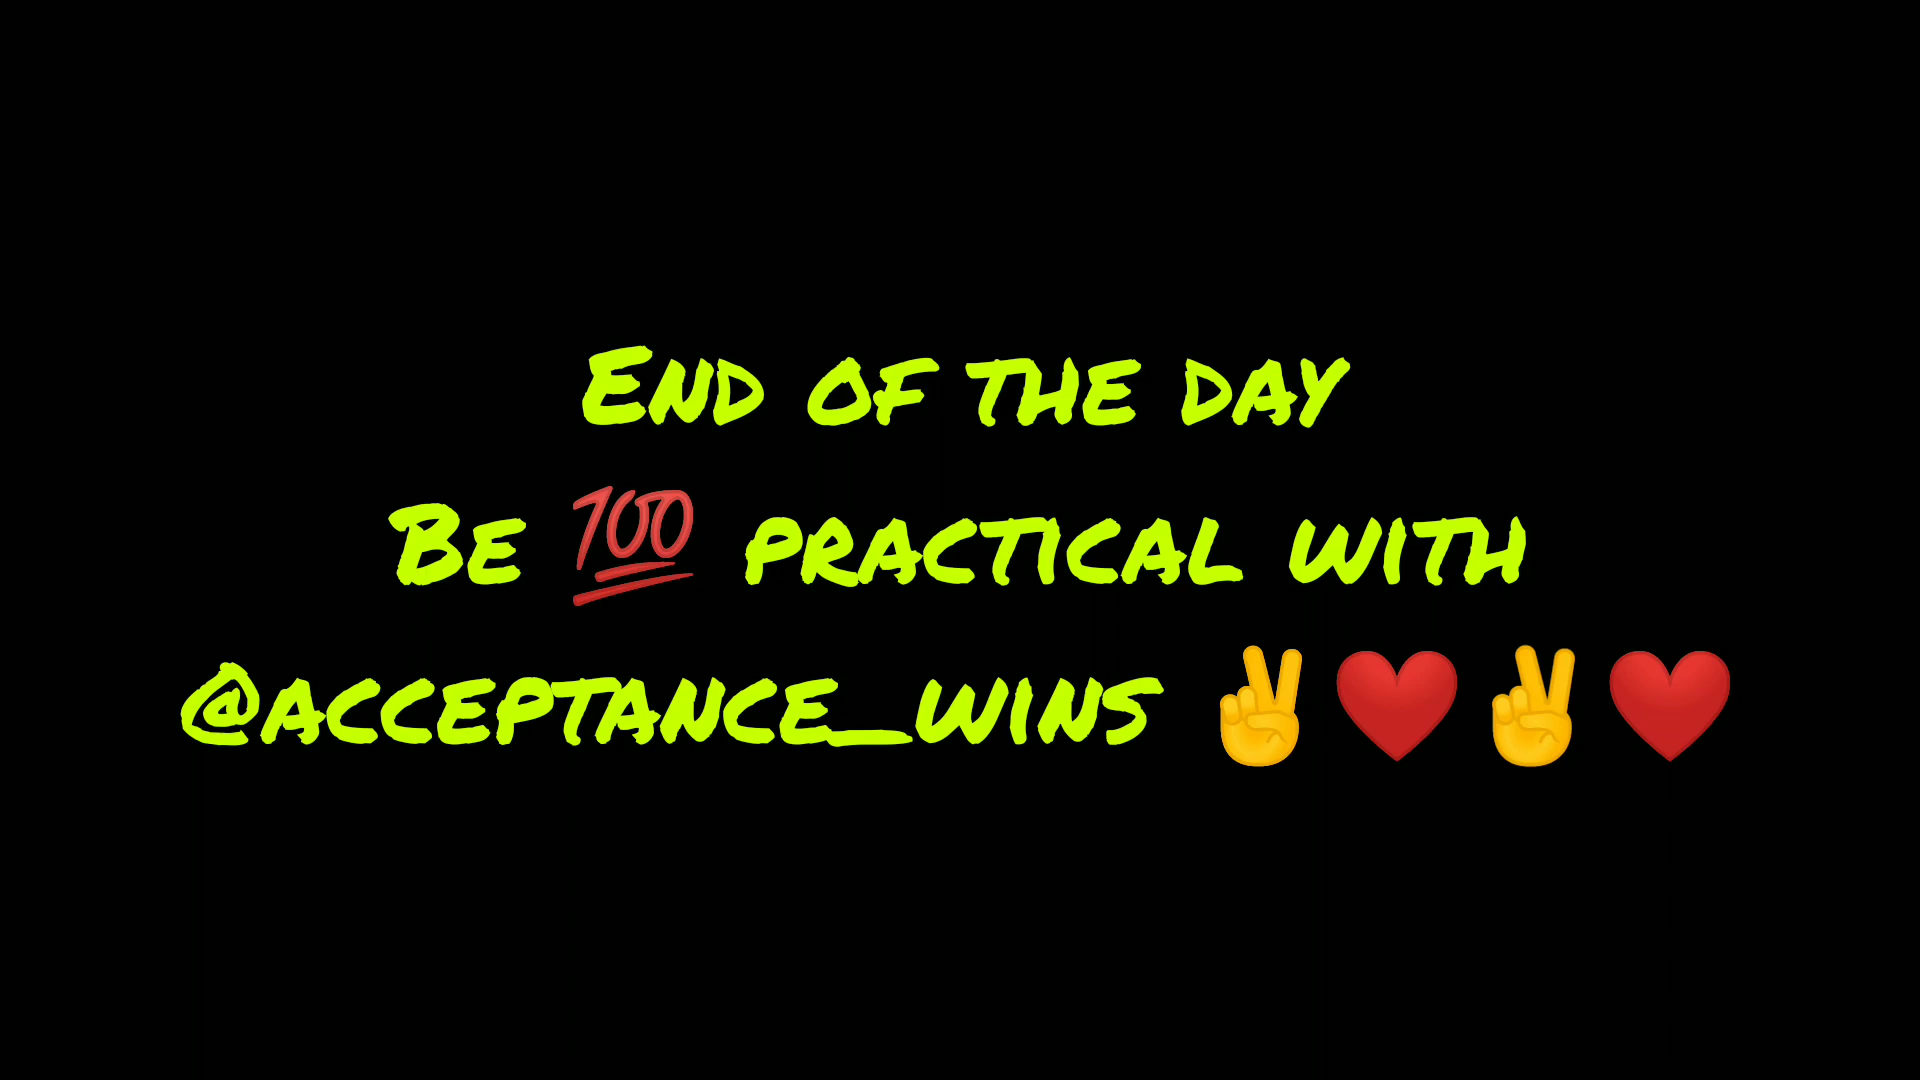 End of the day
Be 💯 practical with
@acceptance_wins ✌️❤️✌️❤️